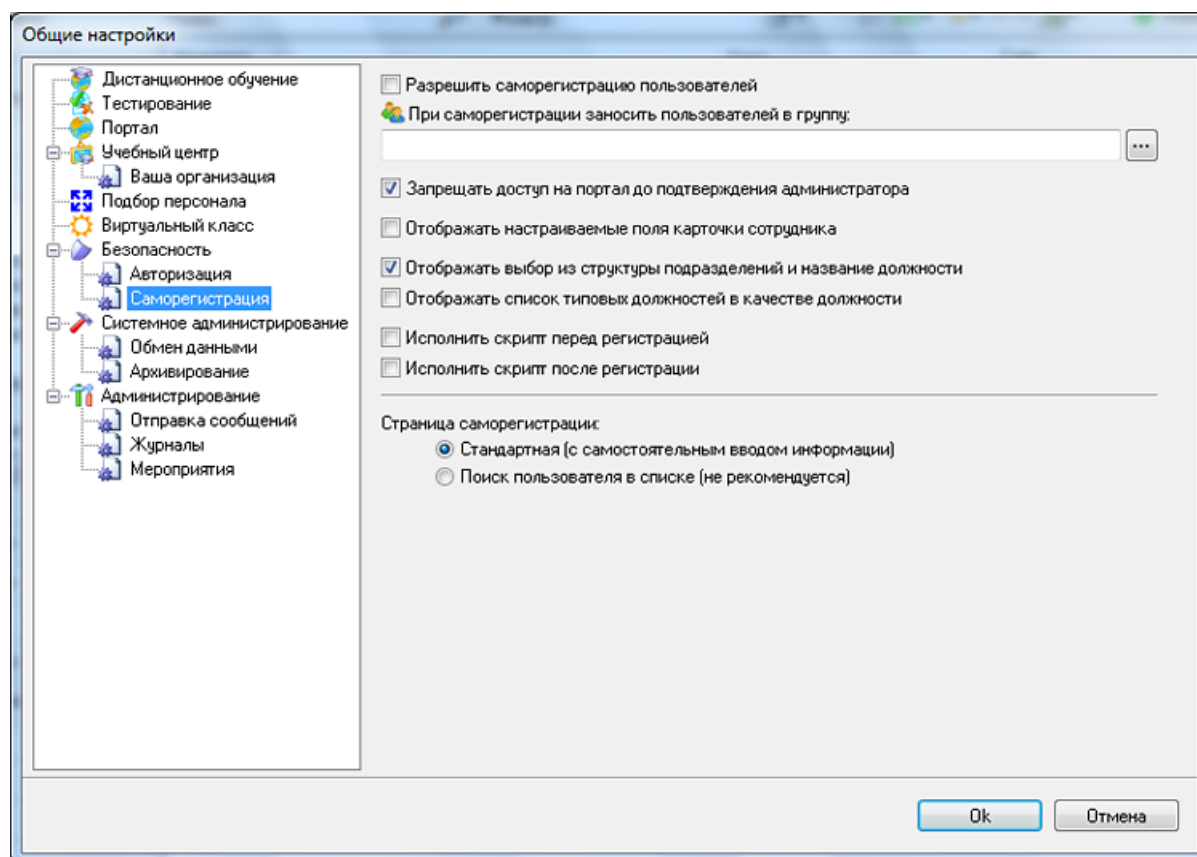 Общие настройки
Дистанционное обучение
Тестирование
Портал
Учебный центр
Ваша организация
Подбор персонала
Виртуальный класс
Безопасность
Авторизация
Саморегистрация
Системное администрирование
Обмен данными
Архивирование
Администрирование
Отправка сообщений
Журналы
Мероприятия
Разрешить саморегистрацию пользователей
При саморегистрации заносить пользователей в группу:
...
Запрещать доступ на портал до подтверждения администратора
Отображать настраиваемые поля карточки сотрудника
Отображать выбор из структуры подразделений и название должности
Отображать список типовых должностей в качестве должности
Исполнить скрипт перед регистрацией
Исполнить скрипт после регистрации
Страница саморегистрации:
Стандартная (с самостоятельным вводом информации)
Поиск пользователя в списке (не рекомендуется)
Ok
Отмена